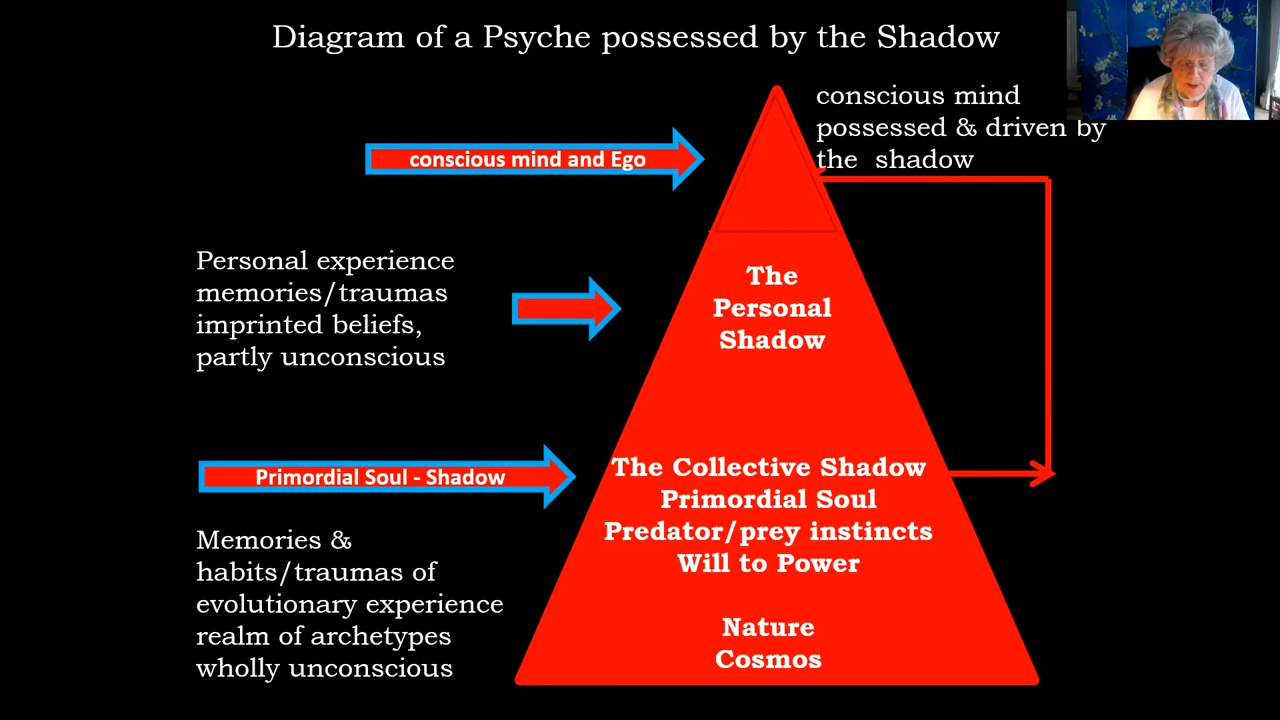 Diagram of a Psyche possessed by the Shadow
conscious mind
possessed & driven by
the shadow
conscious mind and Ego
Personal experience
memories/traumas
imprinted beliefs,
partly unconscious
The
Personal
Shadow
Primordial Soul - Shadow
The Collective Shadow
Primordial Soul
Predator/prey instincts
Will to Power
Memories &
habits/traumas of
evolutionary experience
realm of archetypes
wholly unconscious
Nature
Cosmos